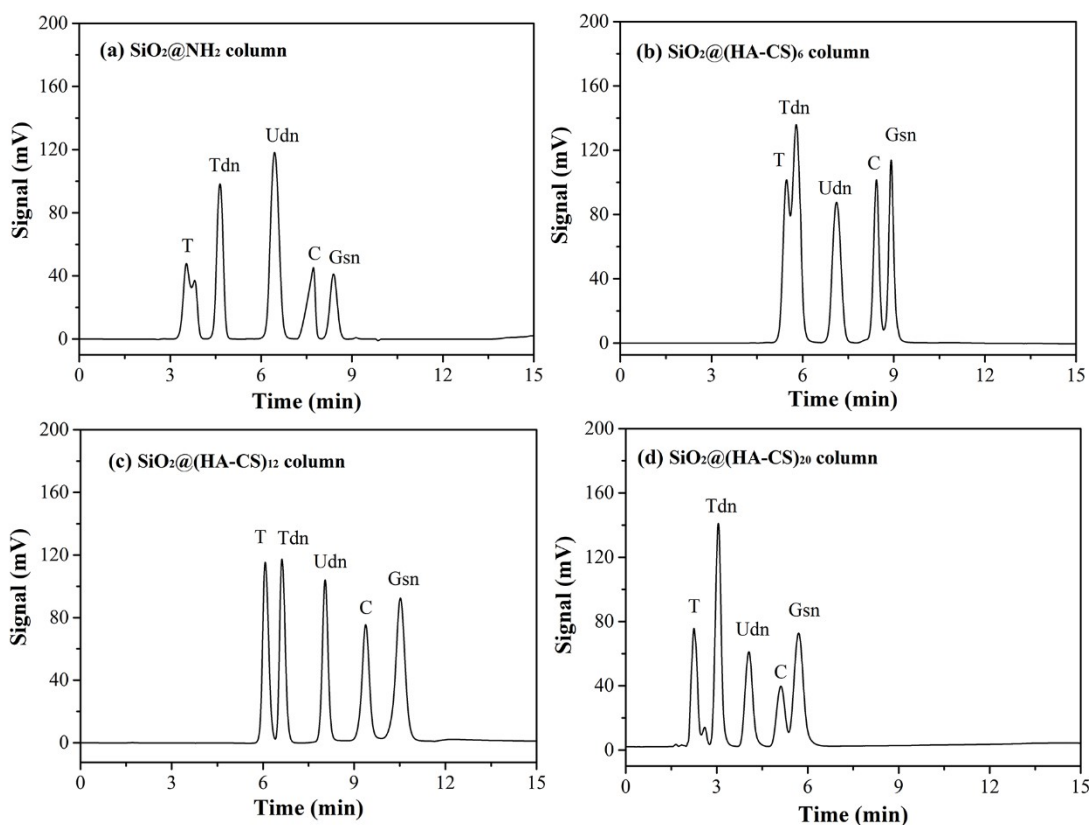 (a) SiO₂@NH₂ column
Signal (mV)
200
160
120
80
40
0
T
Tdn
Udn
C
Gsn
0 3 6 9 12 15
Time (min)
(b) SiO₂@(HA-CS)₆ column
Signal (mV)
200
160
120
80
40
0
T
Tdn
Udn
C
Gsn
0 3 6 9 12 15
Time (min)
(c) SiO₂@(HA-CS)₁₂ column
Signal (mV)
200
160
120
80
40
0
T
Tdn
Udn
C
Gsn
0 3 6 9 12 15
Time (min)
(d) SiO₂@(HA-CS)₂₀ column
Signal (mV)
200
160
120
80
40
0
T
Tdn
Udn
C
Gsn
0 3 6 9 12 15
Time (min)